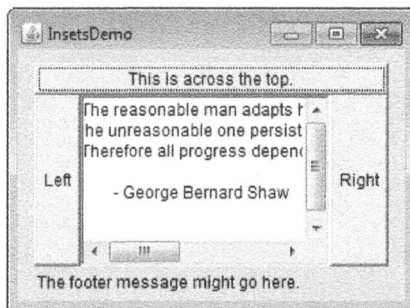 InsetsDemo
This is across the top.
The reasonable man adapts
he unreasonable one persist
Therefore all progress depend
Left
Right
- George Bernard Shaw
The footer message might go here.